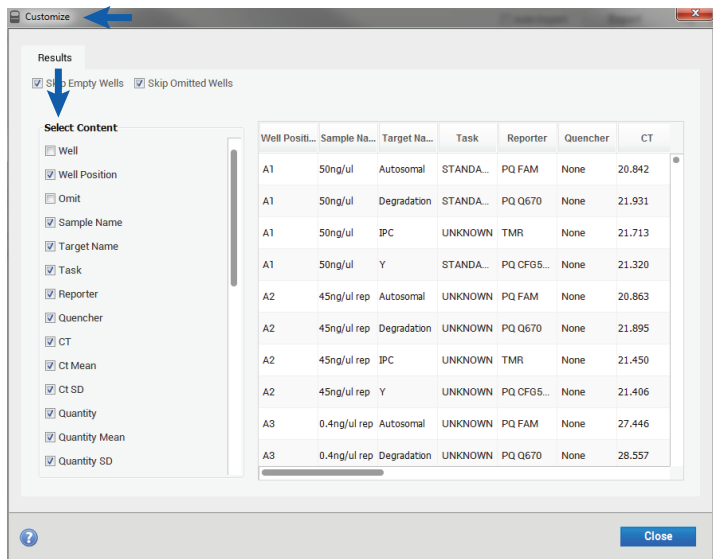 Customize
Results
Skip Empty Wells Skip Omitted Wells
Select Content
Well
Well Position
Omit
Sample Name
Target Name
Task
Reporter
Quencher
CT
Ct Mean
Ct SD
Quantity
Quantity Mean
Quantity SD
Well Positi... Sample Na... Target Na... Task Reporter Quencher CT
A1 50ng/ul Autosomal STANDA... PQ FAM None 20.842
A1 50ng/ul Degradation STANDA... PQ Q670 None 21.931
A1 50ng/ul IPC UNKNOWN TMR None 21.713
A1 50ng/ul Y STANDA... PQ CFG5... None 21.320
A2 45ng/ul rep Autosomal UNKNOWN PQ FAM None 20.863
A2 45ng/ul rep Degradation UNKNOWN PQ Q670 None 21.895
A2 45ng/ul rep IPC UNKNOWN TMR None 21.450
A2 45ng/ul rep Y UNKNOWN PQ CFG5... None 21.406
A3 0.4ng/ul rep Autosomal UNKNOWN PQ FAM None 27.446
A3 0.4ng/ul rep Degradation UNKNOWN PQ Q670 None 28.557
Close